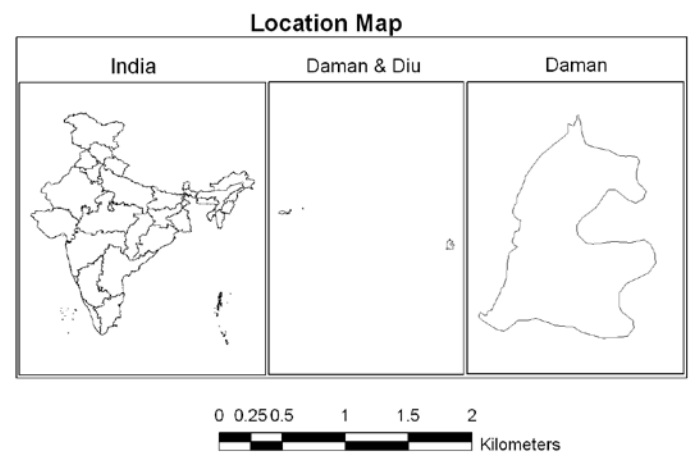 Location Map
India
Daman & Diu
Daman
0 0.25 0.5 1 1.5 2
Kilometers